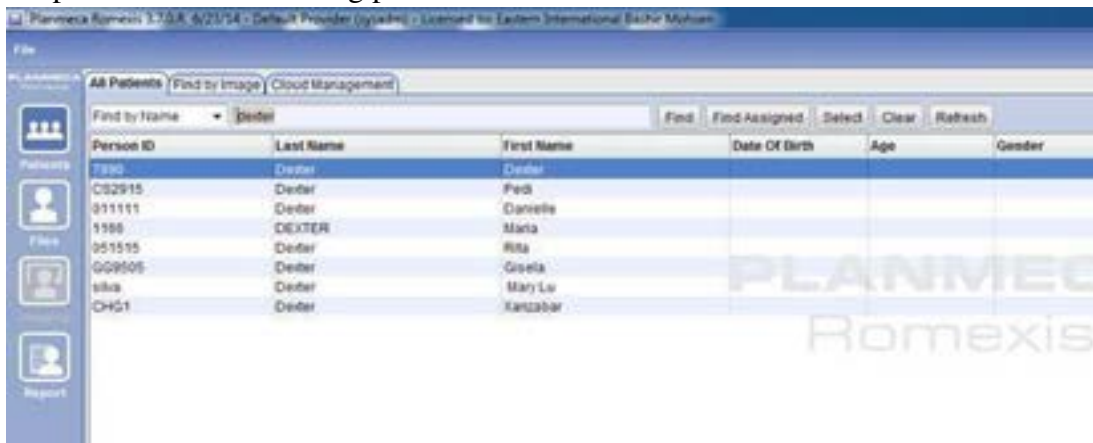 Planmeca Romexis 3.7.0.R 6/23/14 - Default Provider (sysadm) - Licensed to: Eastern International Bashir Mohsen
File
PLANMECA
All Patients Find by Image Cloud Management
Find by Name Dexter Find Find Assigned Select Clear Refresh
Person ID Last Name First Name Date Of Birth Age Gender
Patients
7890 Dexter Dexter
CS2915 Dexter Pedi
011111 Dexter Danielle
1166 DEXTER Maria
Files
051515 Dexter Rita
GG9505 Dexter Gisela
silva Dexter Mary Lu
CHG1 Dexter Xanzabar
PLANMEC
Romexis
Report